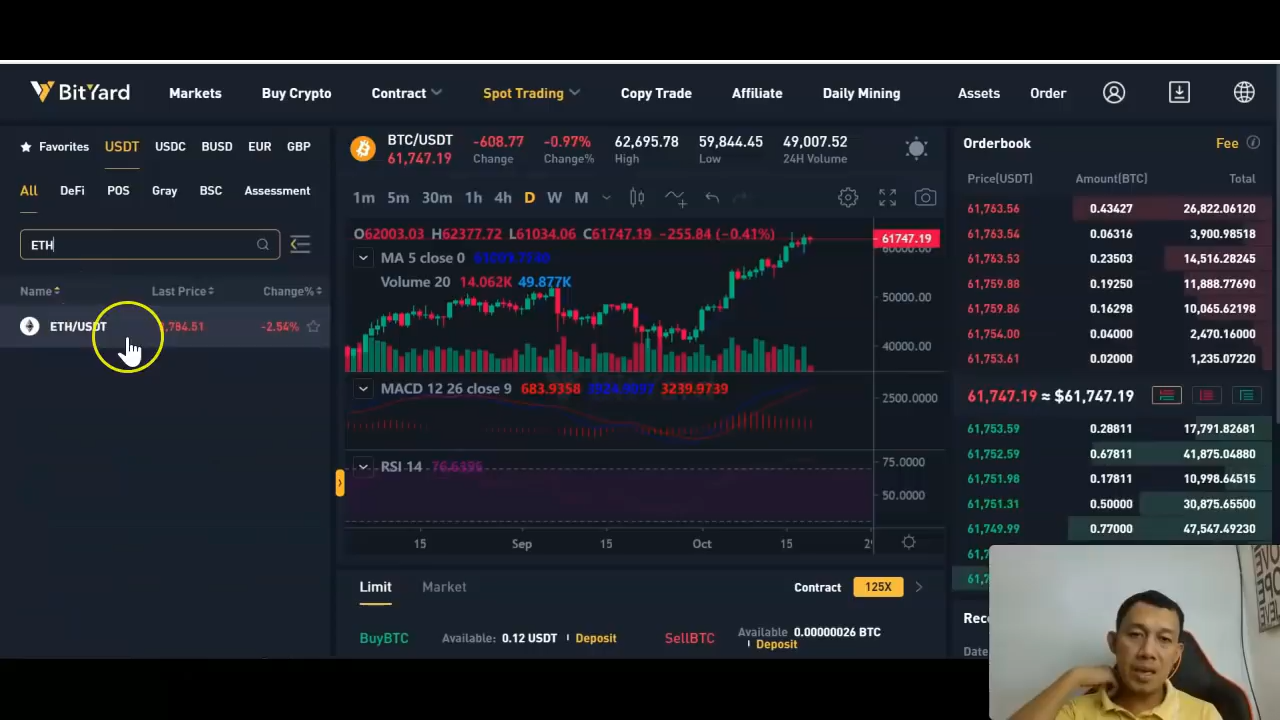 BitYard Markets Buy Crypto Contract Spot Trading Copy Trade Affiliate Daily Mining Assets Order
Favorites USDT USDC BUSD EUR GBP
All DeFi POS Gray BSC Assessment
ETH
Name Last Price Change%
ETH/USDT -2.54%
BTC/USDT -608.77 -0.97% 62,695.78 59,844.45 49,007.52
61,747.19 Change Change% High Low 24H Volume
1m 5m 30m 1h 4h D W M
O62003.03 H62377.72 L61034.06 C61747.19 -255.84 (-0.41%)
61747.19
MA 5 close 0
Volume 20 14.062K 49.877K
50000.00
40000.00
MACD 12 26 close 9 683.9358 3239.9739
2500.0000
RSI 14
75.0000
50.0000
15 Sep 15 Oct 15
Limit Market Contract 125X
BuyBTC Available: 0.12 USDT Deposit
SellBTC Available 0.00000026 BTC
Deposit
Orderbook Fee
Price(USDT) Amount(BTC) Total
61,763.56 0.43427 26,822.06120
61,763.54 0.06316 3,900.98518
61,763.53 0.23503 14,516.28245
61,759.88 0.19250 11,888.77690
61,759.86 0.16298 10,065.62198
61,754.00 0.04000 2,470.16000
61,753.61 0.02000 1,235.07220
61,747.19 ≈ $61,747.19
61,753.59 0.28811 17,791.82681
61,752.59 0.67811 41,875.04880
61,751.98 0.17811 10,998.64515
61,751.31 0.50000 30,875.65500
61,749.99 0.77000 47,547.49230